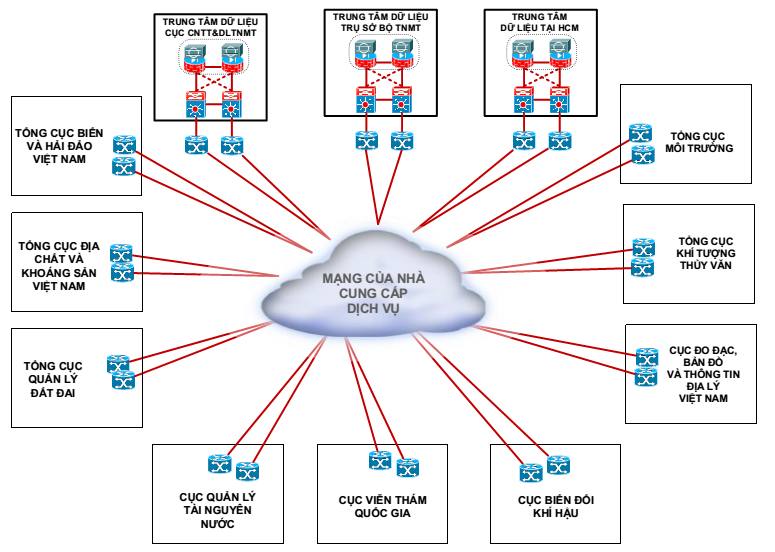 TRUNG TÂM DỮ LIỆU
CỤC CNTT&DLTNMT
TRUNG TÂM DỮ LIỆU
TRỤ SỞ BỘ TNMT
TRUNG TÂM
DỮ LIỆU TẠI HCM
TỔNG CỤC BIỂN
VÀ HẢI ĐẢO
VIỆT NAM
TỔNG CỤC
MÔI TRƯỜNG
TỔNG CỤC ĐỊA
CHẤT VÀ
KHOÁNG SẢN
VIỆT NAM
MẠNG CỦA NHÀ
CUNG CẤP
DỊCH VỤ
TỔNG CỤC
KHÍ TƯỢNG
THỦY VĂN
TỔNG CỤC
QUẢN LÝ
ĐẤT ĐAI
CỤC ĐO ĐẠC,
BẢN ĐỒ
VÀ THÔNG TIN
ĐỊA LÝ
VIỆT NAM
CỤC QUẢN LÝ
TÀI NGUYÊN
NƯỚC
CỤC VIỄN THÁM
QUỐC GIA
CỤC BIẾN ĐỔI
KHÍ HẬU